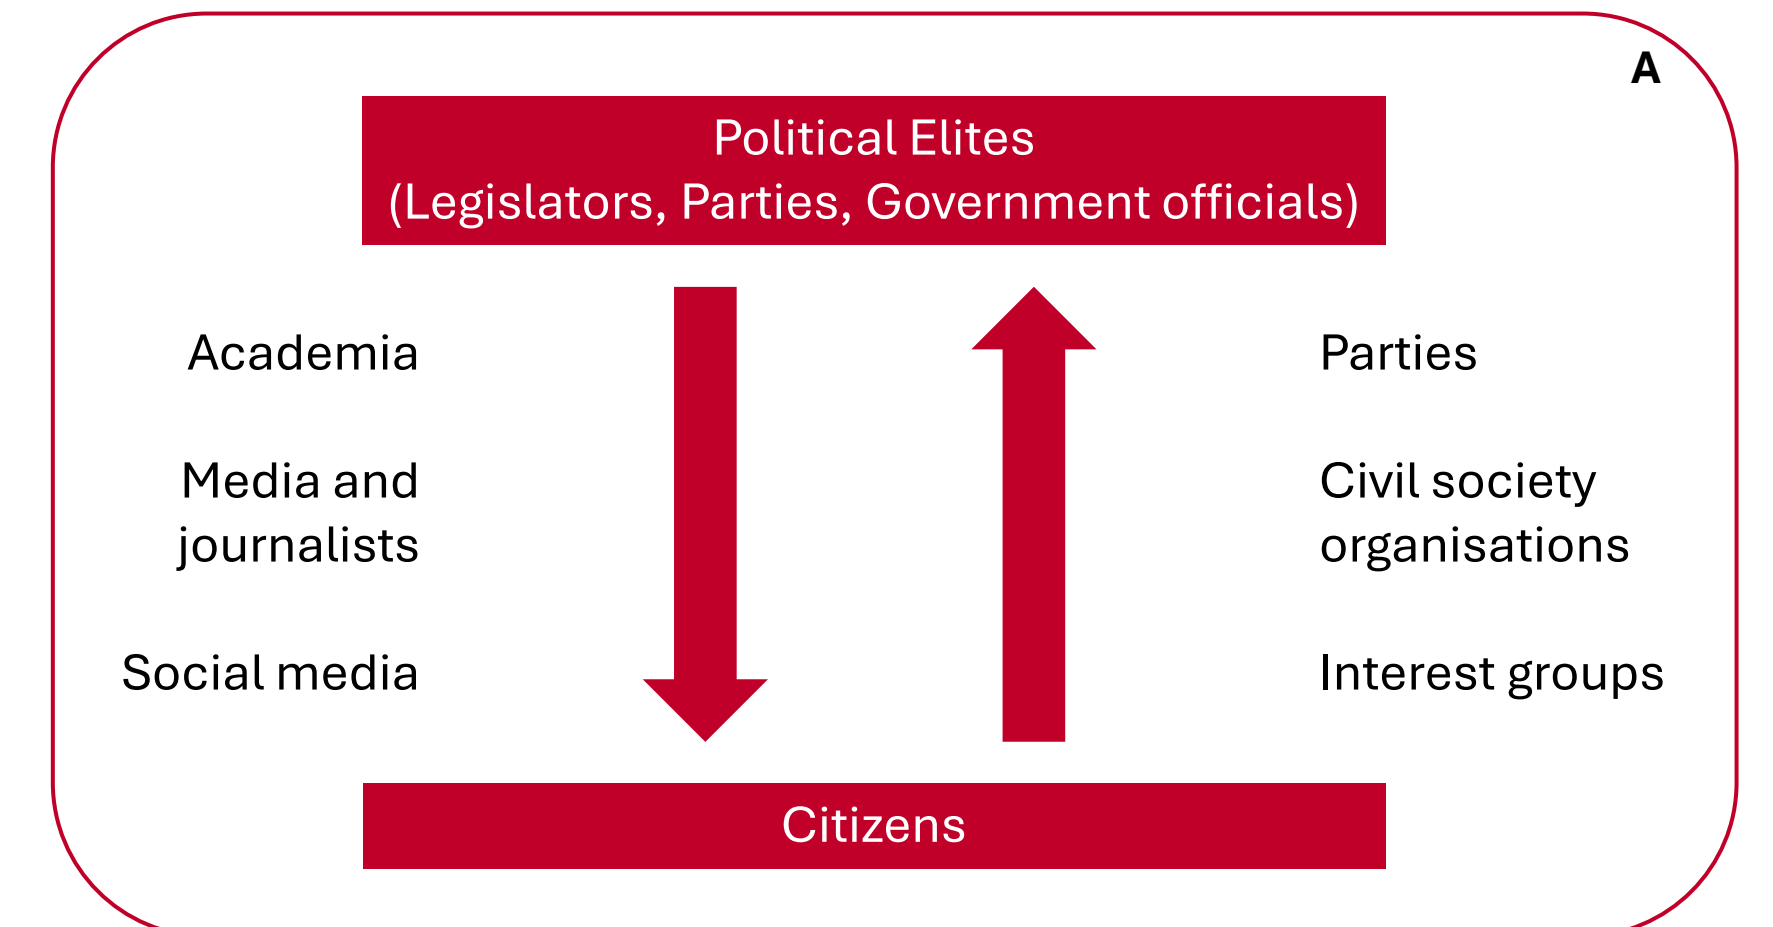 A
Political Elites
(Legislators, Parties, Government officials)
Academia
Media and
journalists
Social media
Parties
Civil society
organisations
Interest groups
Citizens